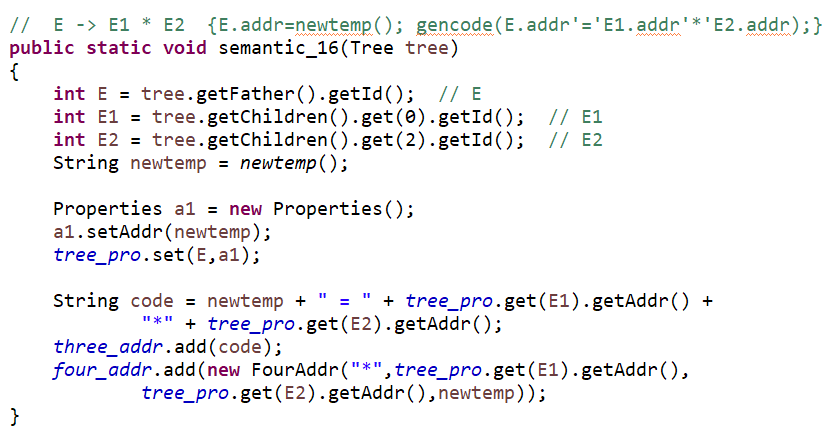 //  E -> E1 * E2  {E.addr=newtemp(); gencode(E.addr'='E1.addr'*'E2.addr);}
public static void semantic_16(Tree tree)
{
    int E = tree.getFather().getId();  // E
    int E1 = tree.getChildren().get(0).getId();  // E1
    int E2 = tree.getChildren().get(2).getId();  // E2
    String newtemp = newtemp();

    Properties a1 = new Properties();
    a1.setAddr(newtemp);
    tree_pro.set(E,a1);

    String code = newtemp + " = " + tree_pro.get(E1).getAddr() +
            "*" + tree_pro.get(E2).getAddr();
    three_addr.add(code);
    four_addr.add(new FourAddr("*",tree_pro.get(E1).getAddr(),
            tree_pro.get(E2).getAddr(),newtemp));
}